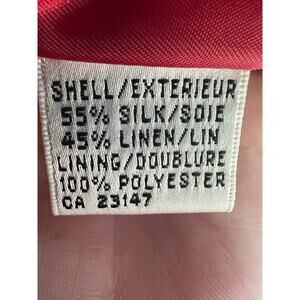 SHELL/EXTERIEUR
55% SILK/SOIE
45% LINEN/LIN
LINING/DOUBLURE
100% POLYESTER
CA 23147